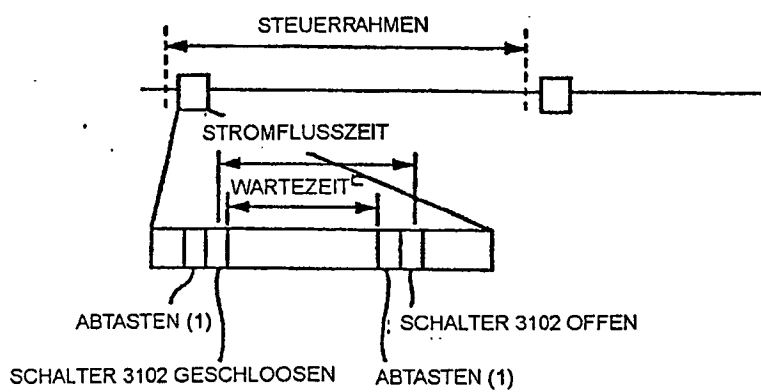 STEUERRAHMEN
STROMFLUSSZEIT
WARTEZEIT
ABTASTEN (1)
SCHALTER 3102 OFFEN
SCHALTER 3102 GESCHLOOSEN
ABTASTEN (1)